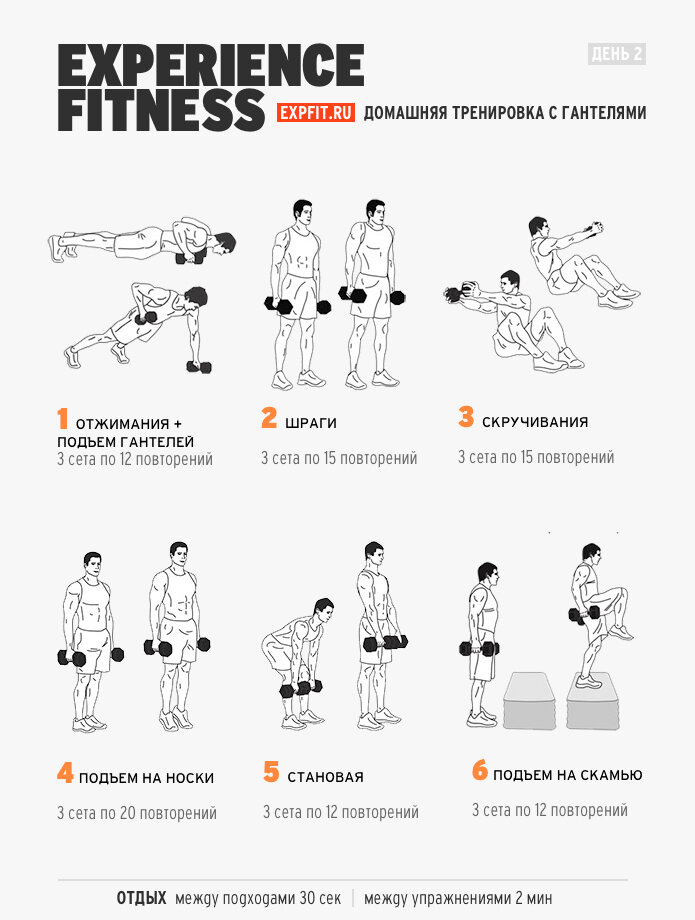 EXPERIENCE
FITNESS
ДЕНЬ 2
EXPFIT.RU ДОМАШНЯЯ ТРЕНИРОВКА С ГАНТЕЛЯМИ
1 ОТЖИМАНИЯ +
ПОДЪЕМ ГАНТЕЛЕЙ
3 сета по 12 повторений
2 ШРАГИ
3 сета по 15 повторений
3 СКРУЧИВАНИЯ
3 сета по 15 повторений
4 ПОДЪЕМ НА НОСКИ
3 сета по 20 повторений
5 СТАНОВАЯ
3 сета по 12 повторений
6 ПОДЪЕМ НА СКАМЬЮ
3 сета по 12 повторений
ОТДЫХ между подходами 30 сек | между упражнениями 2 мин